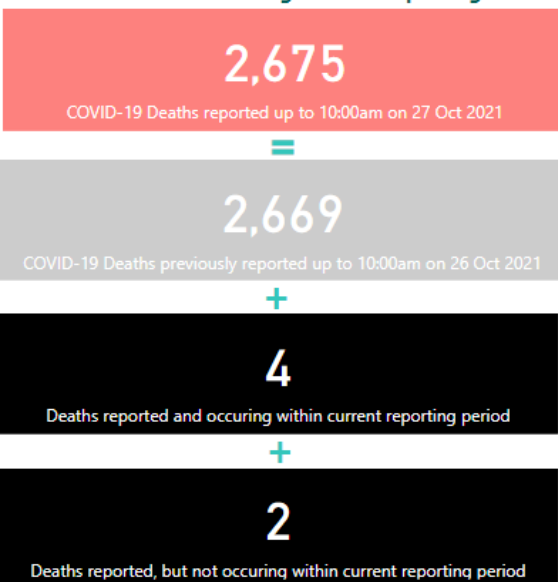 2,675
COVID-19 Deaths reported up to 10:00am on 27 Oct 2021
=
2,669
COVID-19 Deaths previously reported up to 10:00am on 26 Oct 2021
+
4
Deaths reported and occuring within current reporting period
+
2
Deaths reported, but not occuring within current reporting period